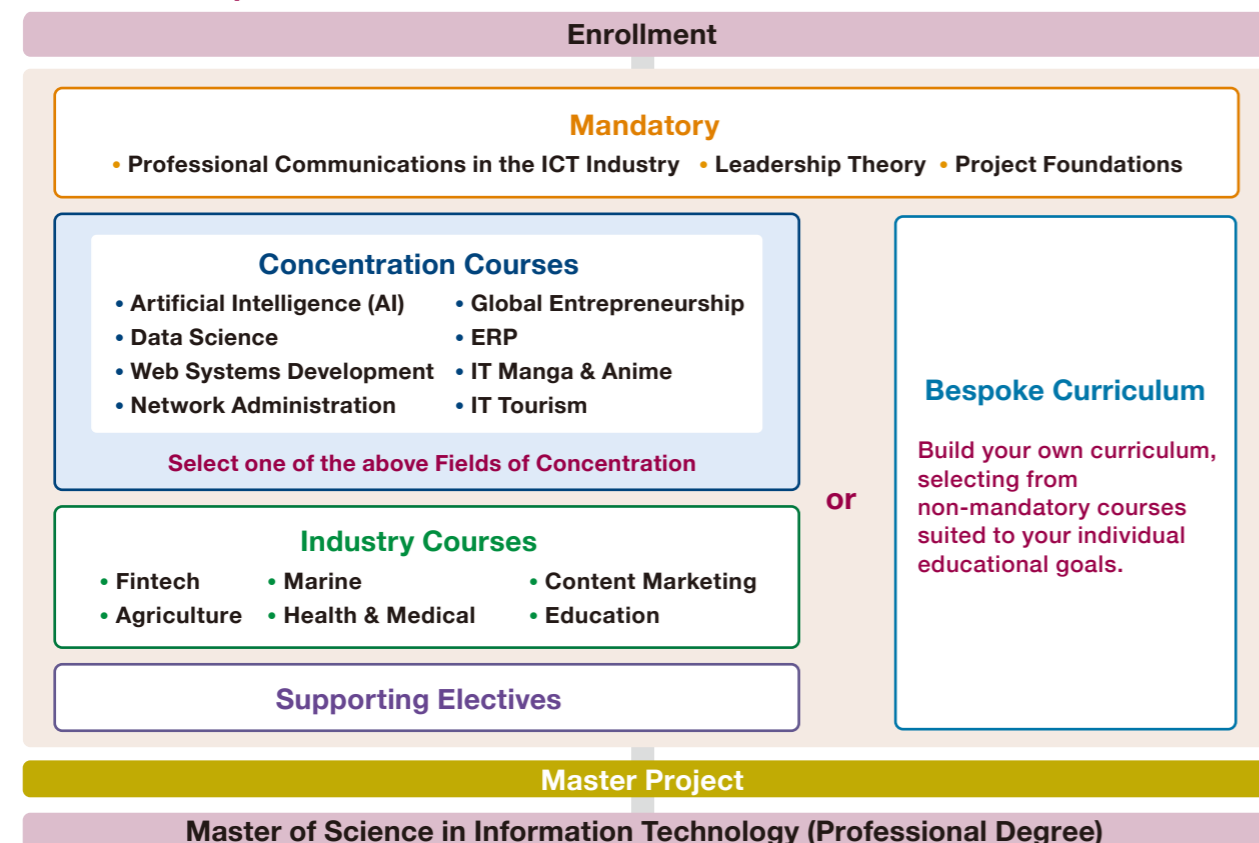 Enrollment
Mandatory
• Professional Communications in the ICT Industry • Leadership Theory • Project Foundations
Concentration Courses
• Artificial Intelligence (AI)
• Data Science
• Web Systems Development
• Network Administration
• Global Entrepreneurship
• ERP
• IT Manga & Anime
• IT Tourism
Select one of the above Fields of Concentration
Industry Courses
• Fintech • Marine • Content Marketing
• Agriculture • Health & Medical • Education
Supporting Electives
or
Bespoke Curriculum
Build your own curriculum,
selecting from
non-mandatory courses
suited to your individual
educational goals.
Master Project
Master of Science in Information Technology (Professional Degree)